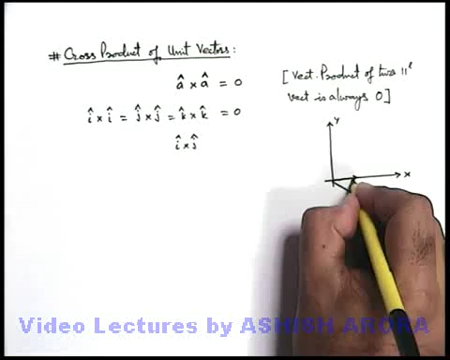 # Cross Product of Unit Vectors :
â × â = 0
[ Vect. Product of two ||ˡ
vect is always 0 ]
î × î = ĵ × ĵ = k̂ × k̂ = 0
î × ĵ
Y
X
Video Lectures by ASHISH ARORA